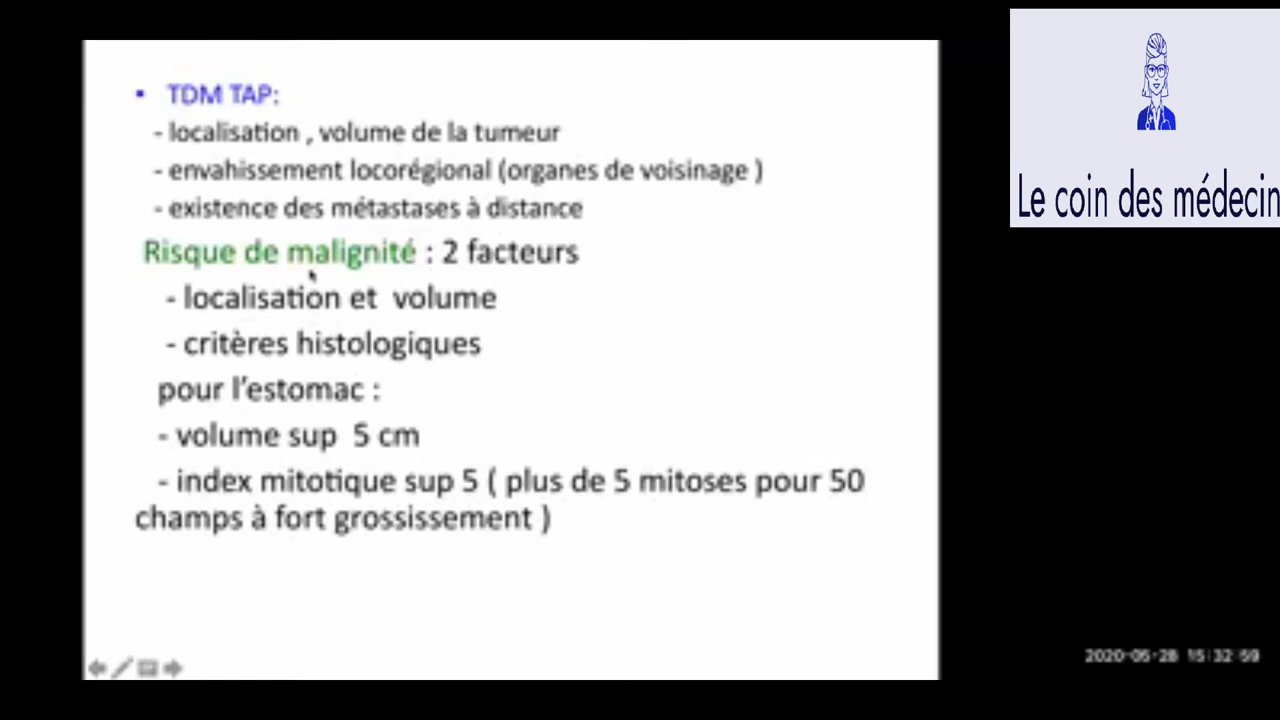 • TDM TAP:
- localisation , volume de la tumeur
- envahissement locorégional (organes de voisinage )
- existence des métastases à distance
Risque de malignité : 2 facteurs
- localisation et volume
- critères histologiques
pour l'estomac :
- volume sup 5 cm
- index mitotique sup 5 ( plus de 5 mitoses pour 50
champs à fort grossissement )
Le coin des médecin
2020-05-28 15:32:59